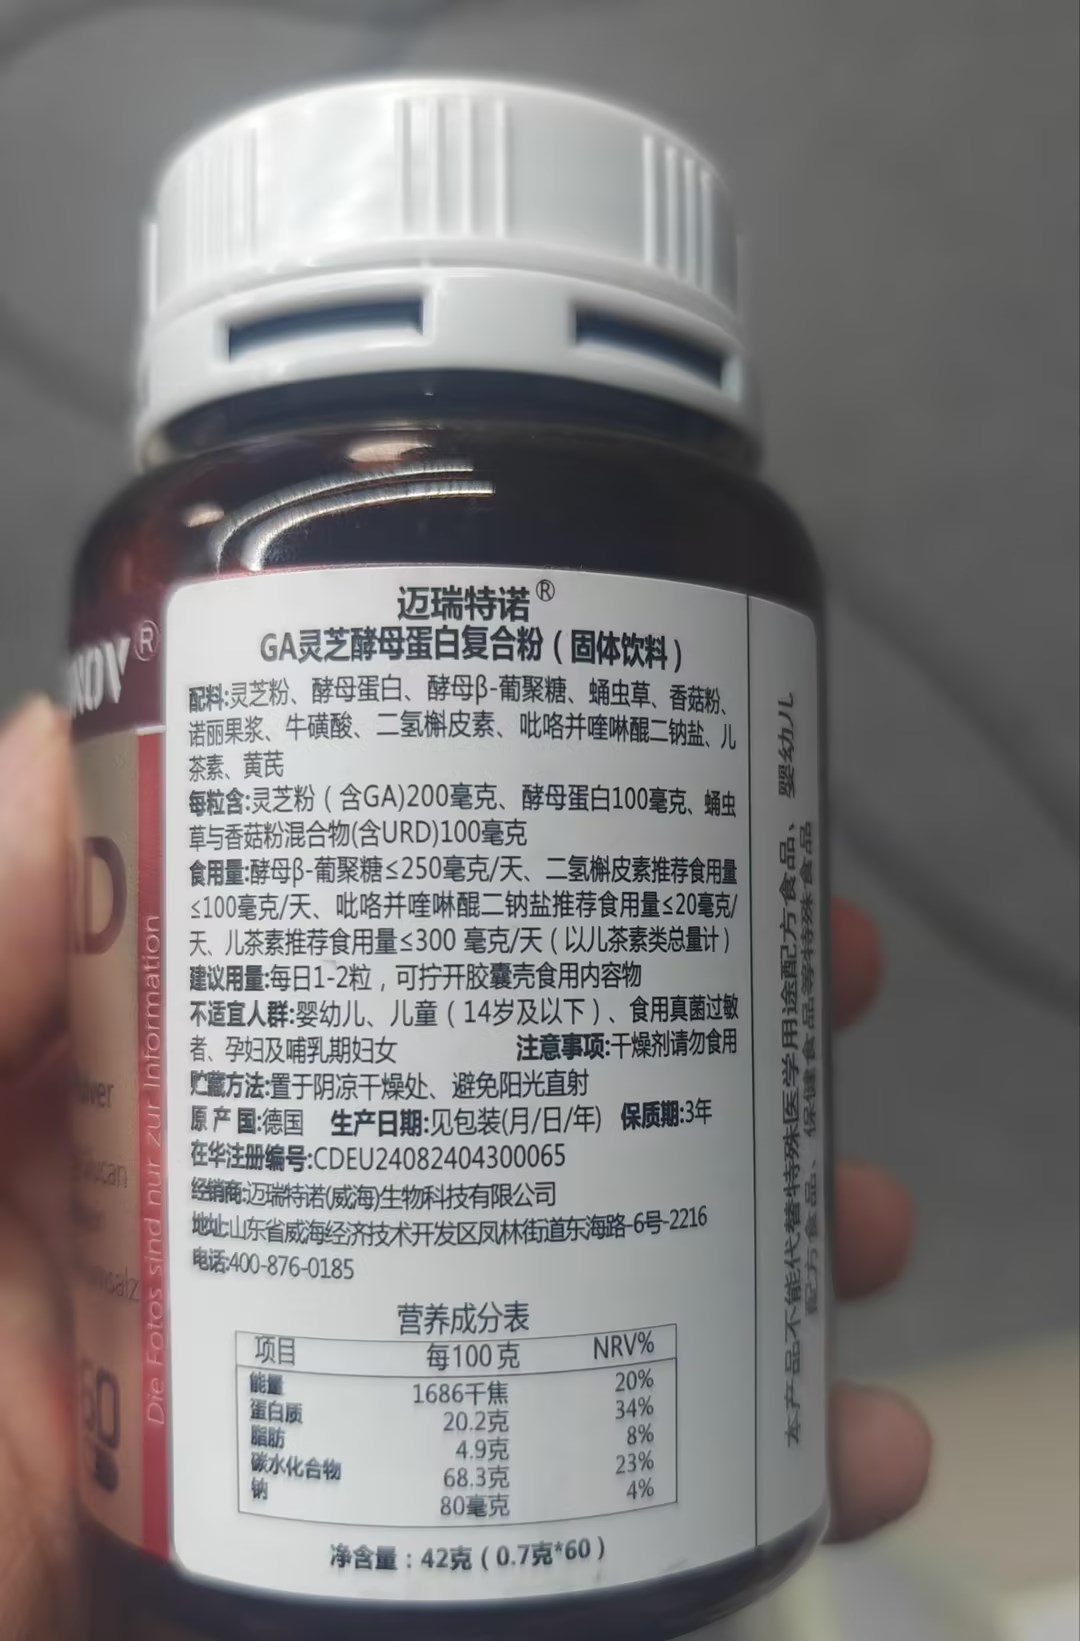 迈瑞特诺®
GA灵芝酵母蛋白复合粉（固体饮料）
配料:灵芝粉、酵母蛋白、酵母β-葡聚糖、蛹虫草、香菇粉、
诺丽果浆、牛磺酸、二氢槲皮素、吡咯并喹啉醌二钠盐、儿
茶素、黄芪
每粒含:灵芝粉（含GA)200毫克、酵母蛋白100毫克、蛹虫
草与香菇粉混合物(含URD)100毫克
食用量:酵母β-葡聚糖≤250毫克/天、二氢槲皮素推荐食用量
≤100毫克/天、吡咯并喹啉醌二钠盐推荐食用量≤20毫克/
天、儿茶素推荐食用量≤300 毫克/天（以儿茶素类总量计）
建议用量:每日1-2粒，可拧开胶囊壳食用内容物
不适宜人群:婴幼儿、儿童（14岁及以下）、食用真菌过敏
者、孕妇及哺乳期妇女 注意事项:干燥剂请勿食用
贮藏方法:置于阴凉干燥处、避免阳光直射
原产国:德国 生产日期:见包装(月/日/年) 保质期:3年
在华注册编号:CDEU24082404300065
经销商:迈瑞特诺(威海)生物科技有限公司
地址:山东省威海经济技术开发区凤林街道东海路-6号-2216
电话:400-876-0185
营养成分表
项目 每100克 NRV%
能量 1686千焦 20%
蛋白质 20.2克 34%
脂肪 4.9克 8%
碳水化合物 68.3克 23%
钠 80毫克 4%
净含量：42克（0.7克*60）
本产品不能代替特殊医学用途配方食品、婴幼儿
配方食品、保健食品等特殊食品
NOV®
Die Fotos sind nur zur Information
60